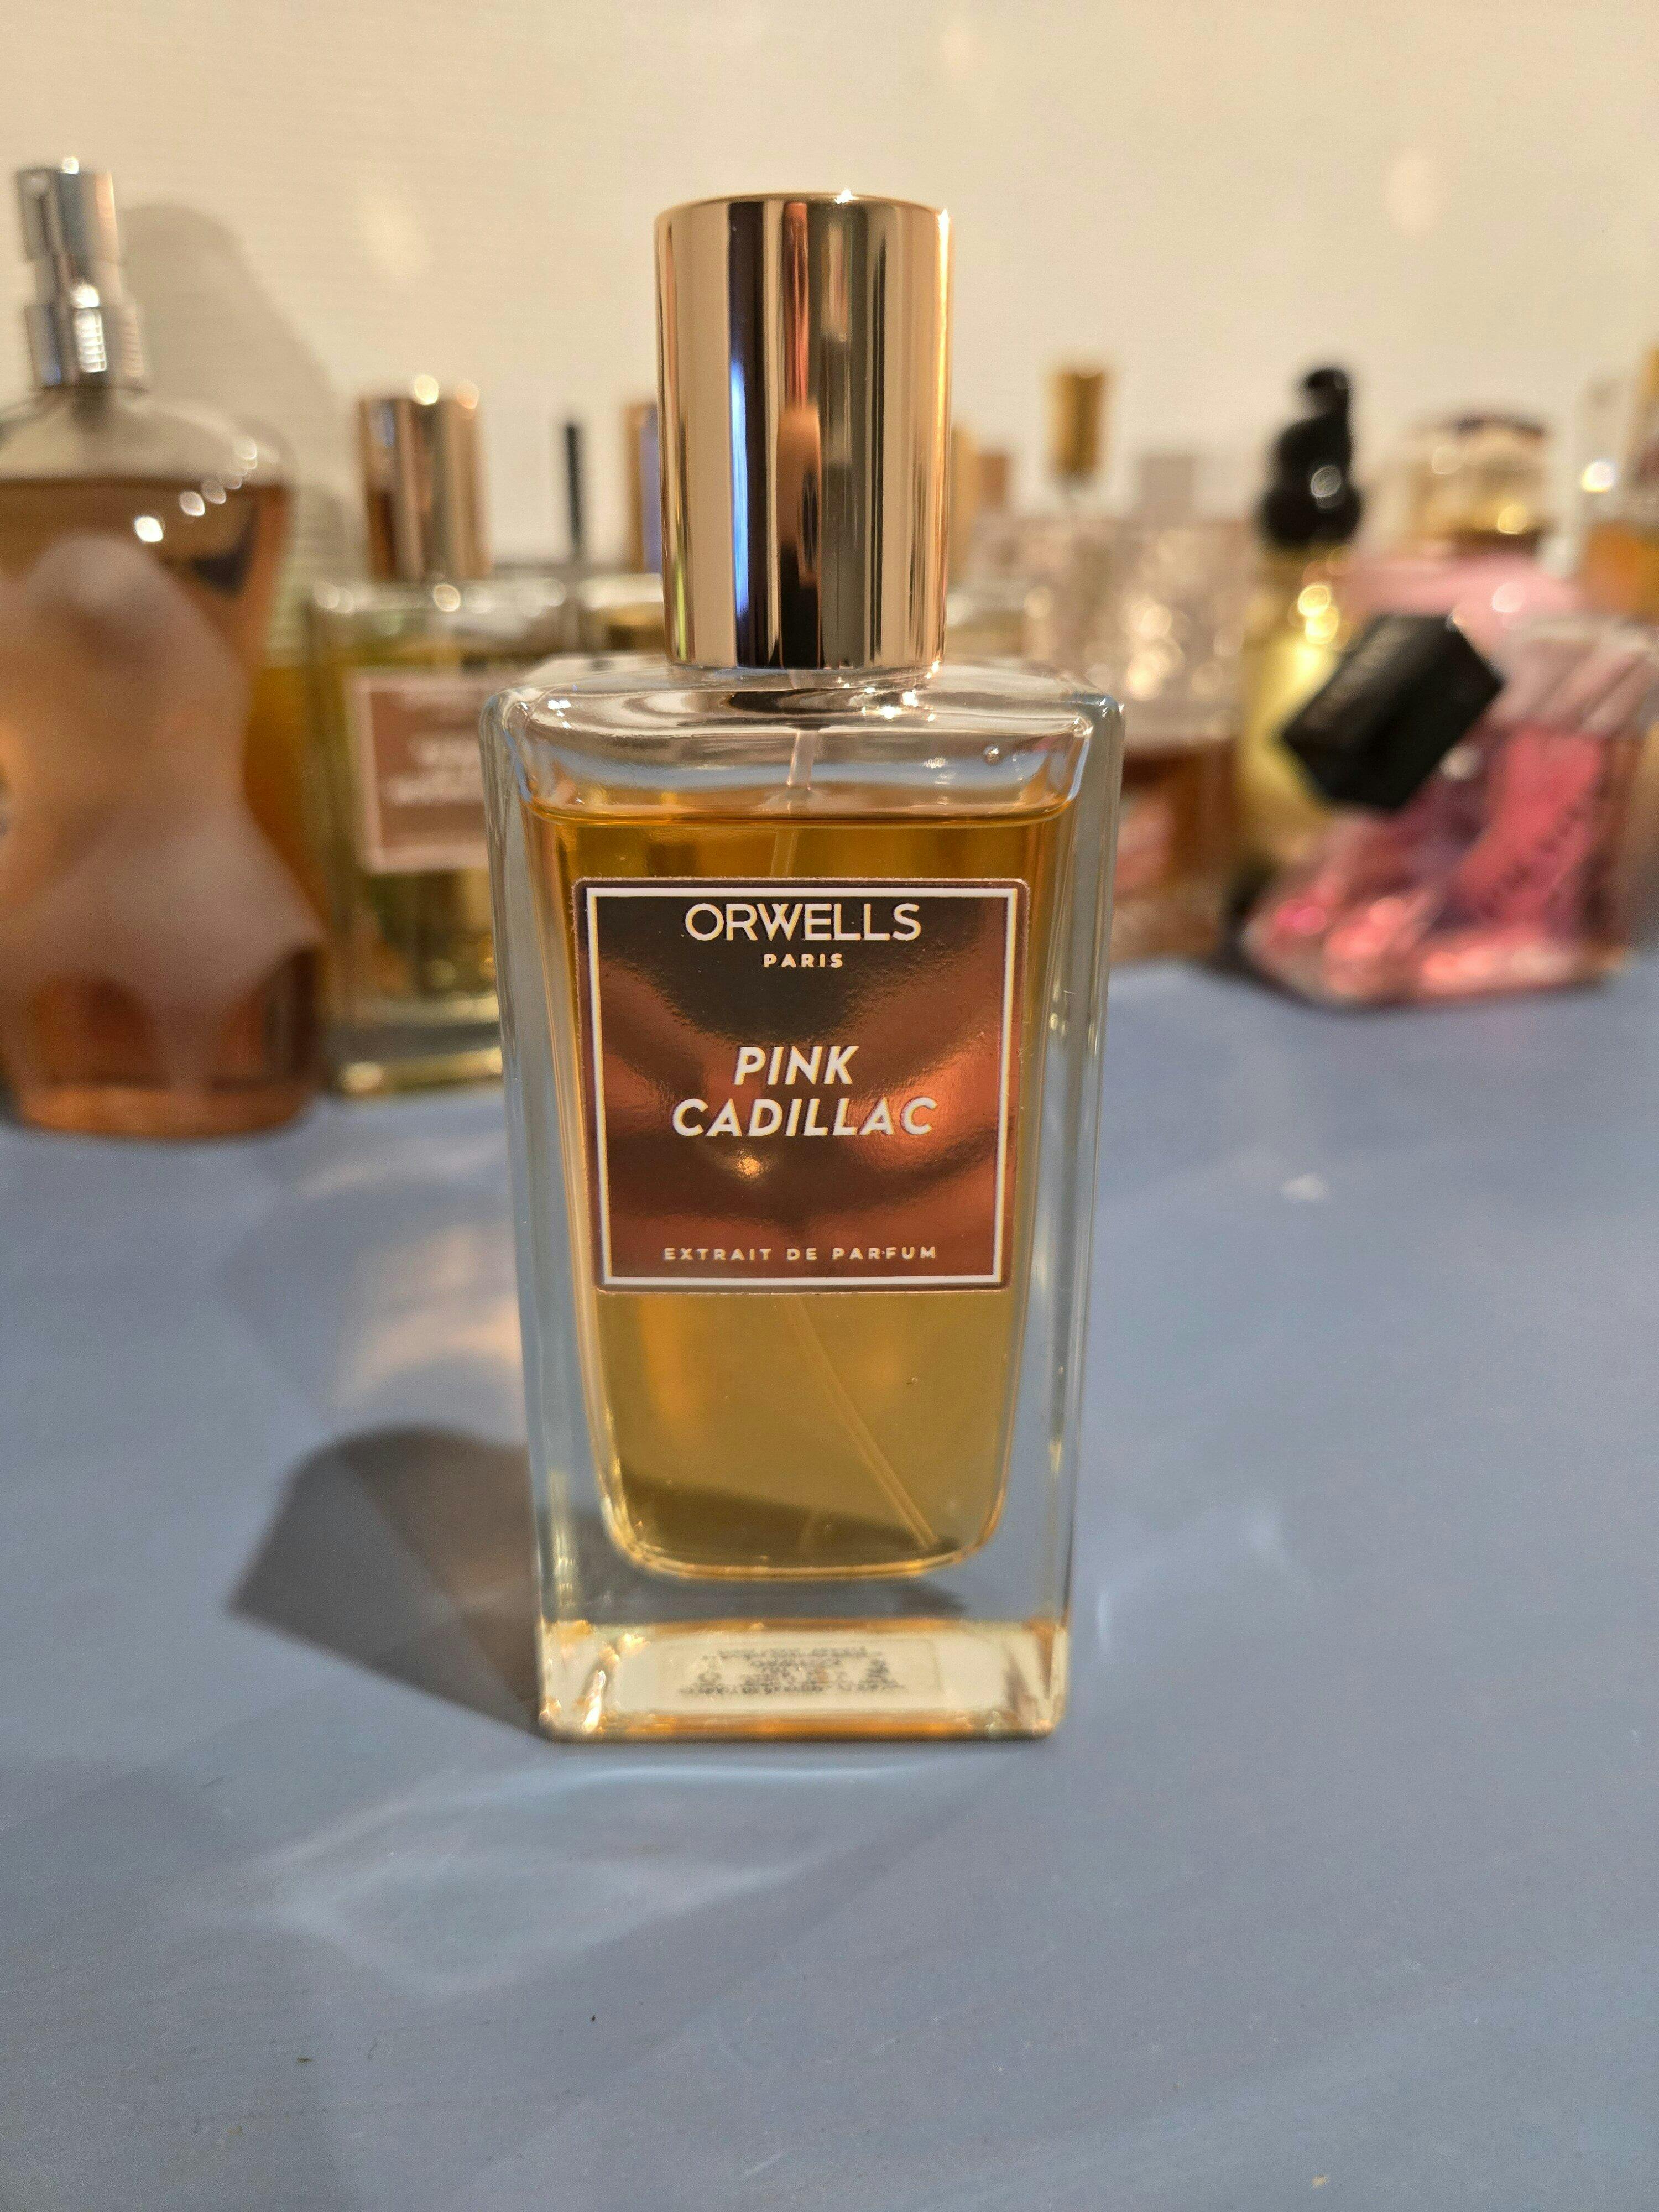 ORWELLS
PARIS
PINK
CADILLAC
EXTRAIT DE PARFUM